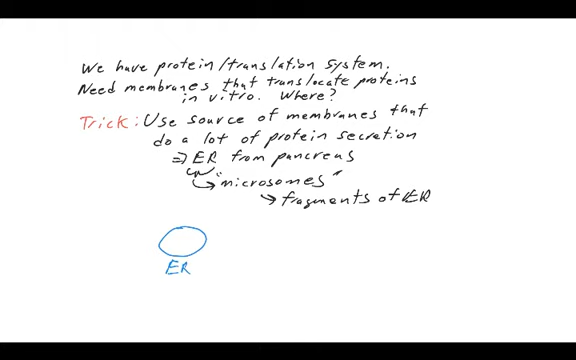 We have protein/translation system.
Need membranes that translocate proteins
in vitro. Where?
Trick: Use source of membranes that
do a lot of protein secretion
⇒ ER from pancreas
↳ "microsomes"
↳ fragments of ER
ER